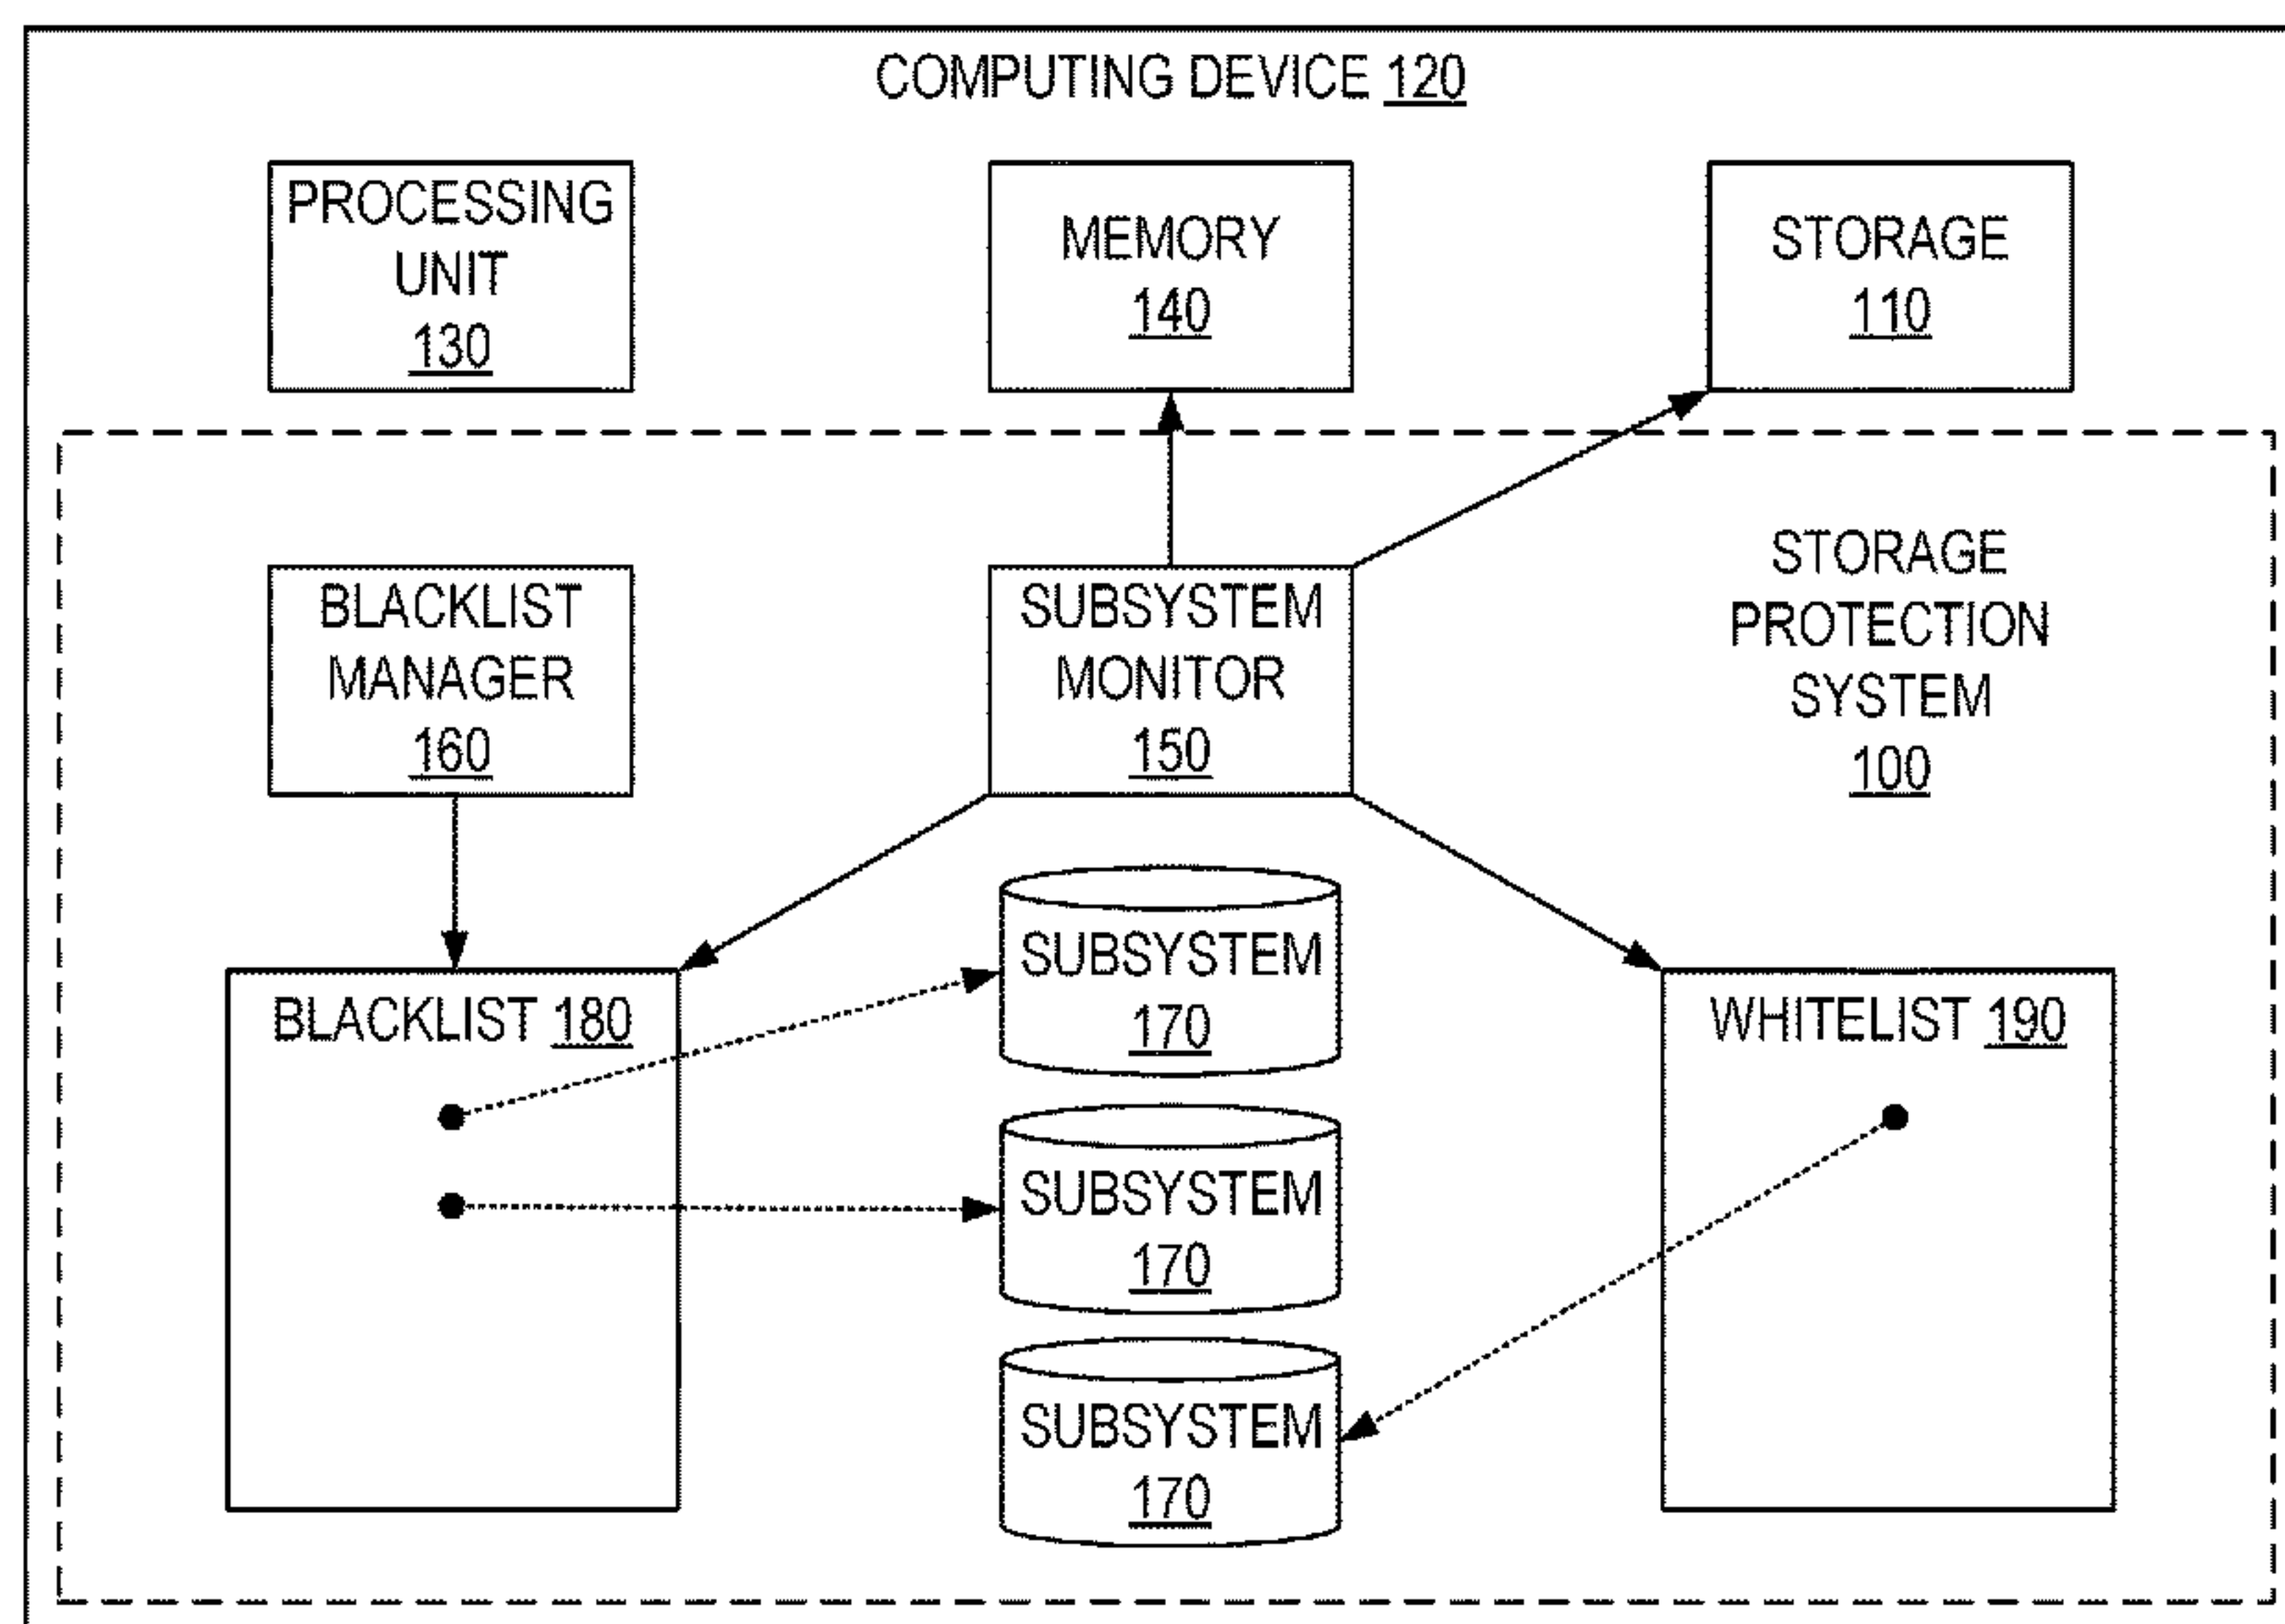 COMPUTING DEVICE 120
PROCESSING
UNIT
130
MEMORY
140
STORAGE
110
BLACKLIST
MANAGER
160
SUBSYSTEM
MONITOR
150
STORAGE
PROTECTION
SYSTEM
100
BLACKLIST 180
SUBSYSTEM
170
SUBSYSTEM
170
SUBSYSTEM
170
WHITELIST 190